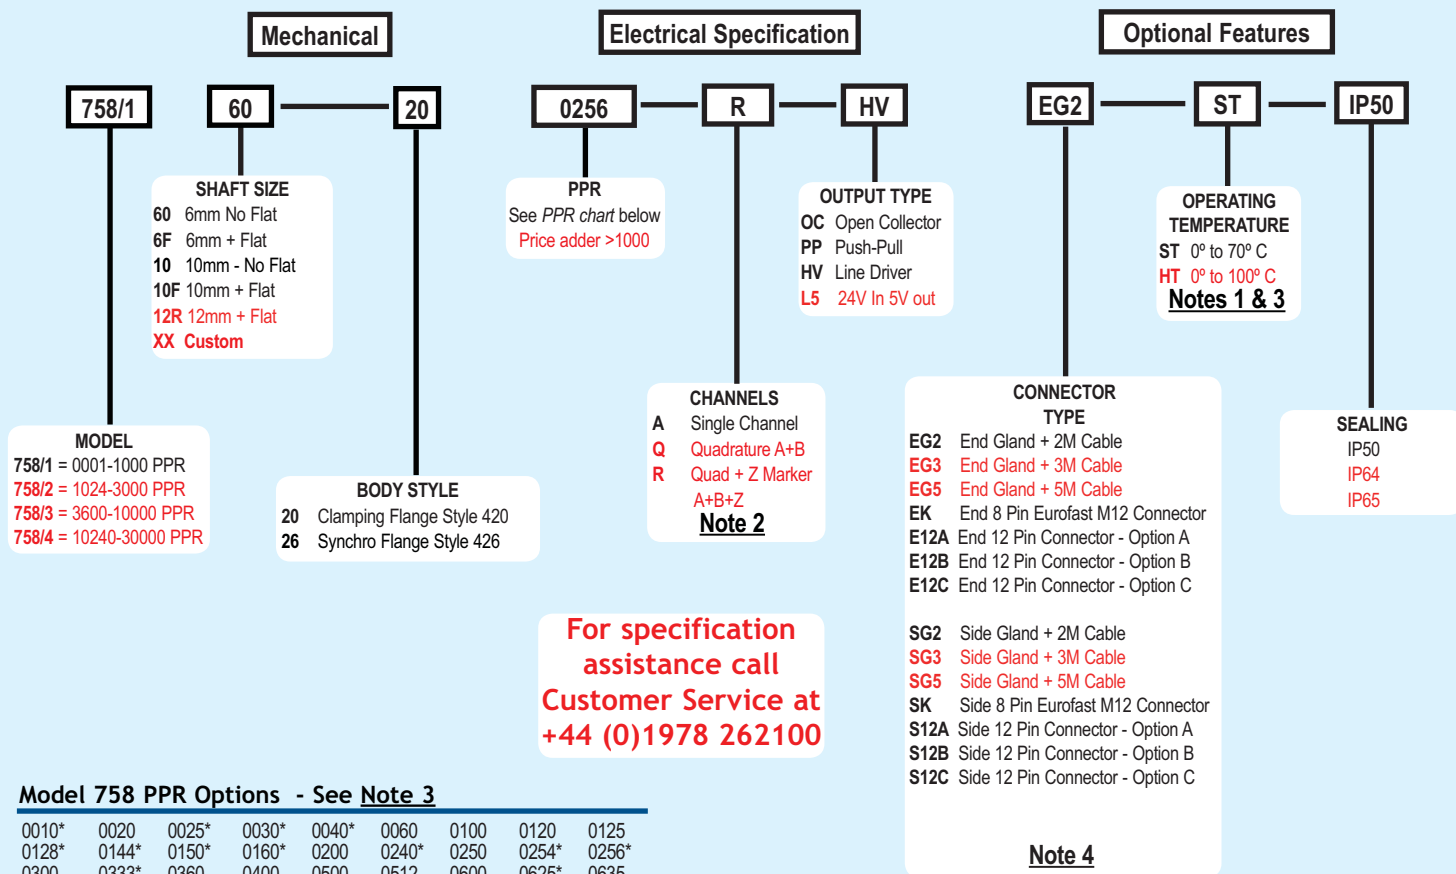 Mechanical
Electrical Specification
Optional Features
758/1
60
20
0256
R
HV
EG2
ST
IP50
SHAFT SIZE
60 6mm No Flat
6F 6mm + Flat
10 10mm - No Flat
10F 10mm + Flat
12R 12mm + Flat
XX Custom
PPR
See PPR chart below
Price adder >1000
OUTPUT TYPE
OC Open Collector
PP Push-Pull
HV Line Driver
L5 24V In 5V out
OPERATING
TEMPERATURE
ST 0º to 70º C
HT 0º to 100º C
Notes 1 & 3
MODEL
758/1 = 0001-1000 PPR
758/2 = 1024-3000 PPR
758/3 = 3600-10000 PPR
758/4 = 10240-30000 PPR
BODY STYLE
20 Clamping Flange Style 420
26 Synchro Flange Style 426
CHANNELS
A Single Channel
Q Quadrature A+B
R Quad + Z Marker
A+B+Z
Note 2
CONNECTOR
TYPE
EG2 End Gland + 2M Cable
EG3 End Gland + 3M Cable
EG5 End Gland + 5M Cable
EK End 8 Pin Eurofast M12 Connector
E12A End 12 Pin Connector - Option A
E12B End 12 Pin Connector - Option B
E12C End 12 Pin Connector - Option C
SG2 Side Gland + 2M Cable
SG3 Side Gland + 3M Cable
SG5 Side Gland + 5M Cable
SK Side 8 Pin Eurofast M12 Connector
S12A Side 12 Pin Connector - Option A
S12B Side 12 Pin Connector - Option B
S12C Side 12 Pin Connector - Option C
Note 4
SEALING
IP50
IP64
IP65
For specification
assistance call
Customer Service at
+44 (0)1978 262100
Model 758 PPR Options - See Note 3
0010* 0020 0025* 0030* 0040* 0060 0100 0120 0125
0128* 0144* 0150* 0160* 0200 0240* 0250 0254* 0256*
0300 0333* 0360 0400 0500 0512 0600 0625* 0635